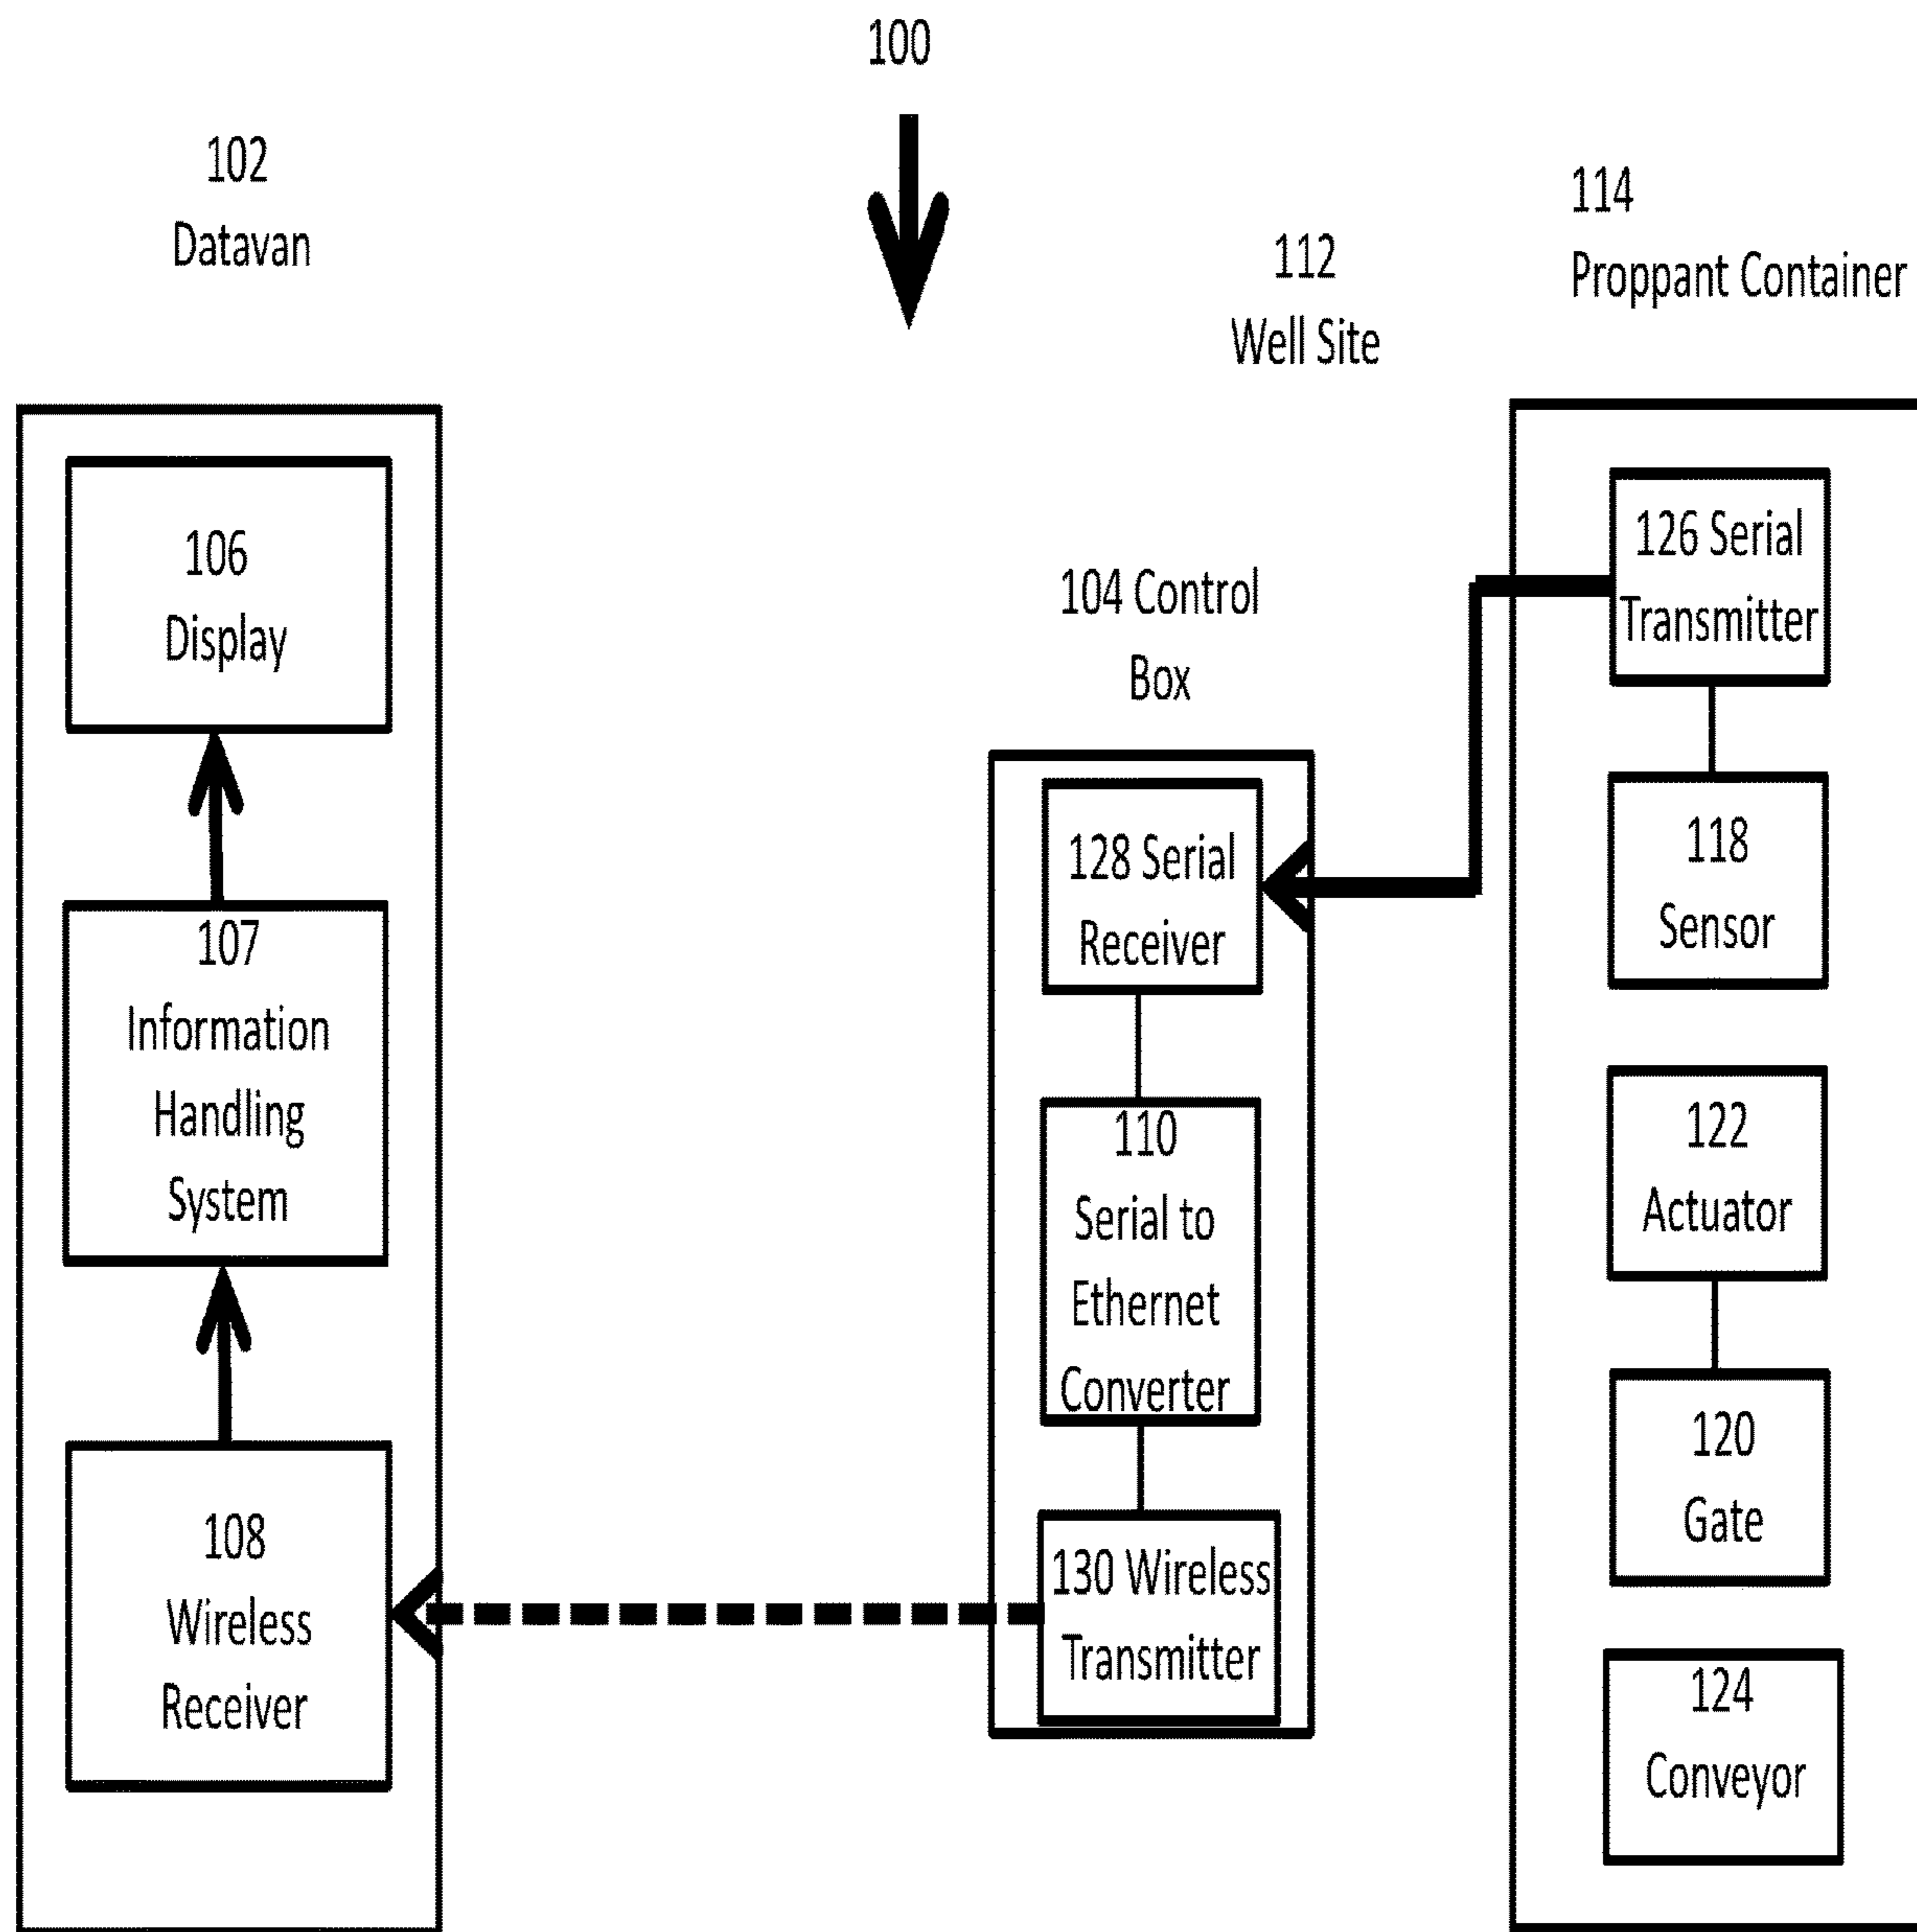 100
102
Datavan
112
Well Site
114
Proppant Container
106
Display
107
Information
Handling
System
108
Wireless
Receiver
104 Control
Box
128 Serial
Receiver
110
Serial to
Ethernet
Converter
130 Wireless
Transmitter
126 Serial
Transmitter
118
Sensor
122
Actuator
120
Gate
124
Conveyor